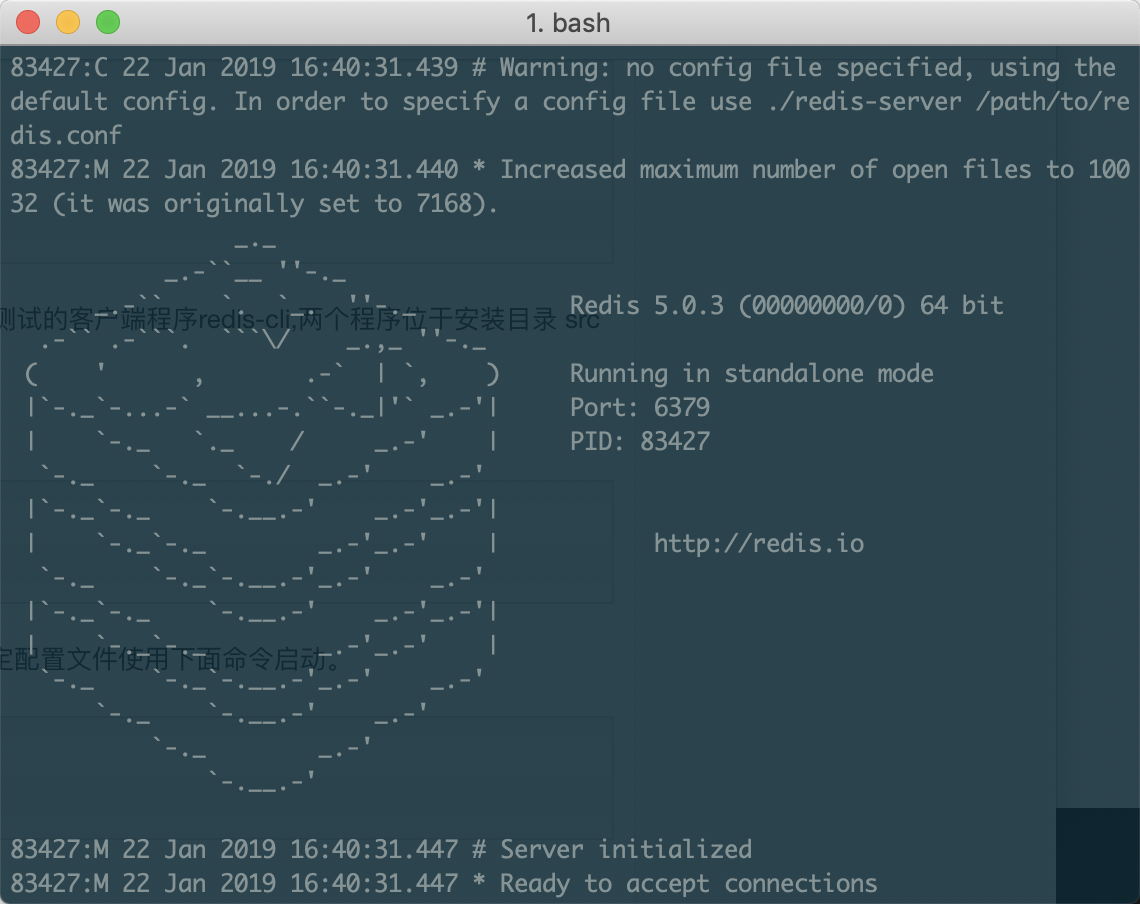 1. bash
83427:C 22 Jan 2019 16:40:31.439 # Warning: no config file specified, using the
default config. In order to specify a config file use ./redis-server /path/to/re
dis.conf
83427:M 22 Jan 2019 16:40:31.440 * Increased maximum number of open files to 100
32 (it was originally set to 7168).
测试的客户端程序redis-cli,两个程序位于安装目录 src
Redis 5.0.3 (00000000/0) 64 bit
Running in standalone mode
Port: 6379
PID: 83427
http://redis.io
定配置文件使用下面命令启动。
83427:M 22 Jan 2019 16:40:31.447 # Server initialized
83427:M 22 Jan 2019 16:40:31.447 * Ready to accept connections